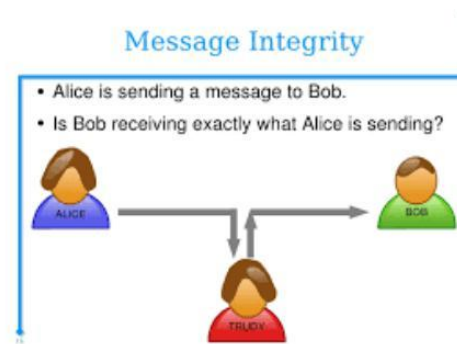 Message Integrity
• Alice is sending a message to Bob.
• Is Bob receiving exactly what Alice is sending?
ALICE
BOB
TRUDY